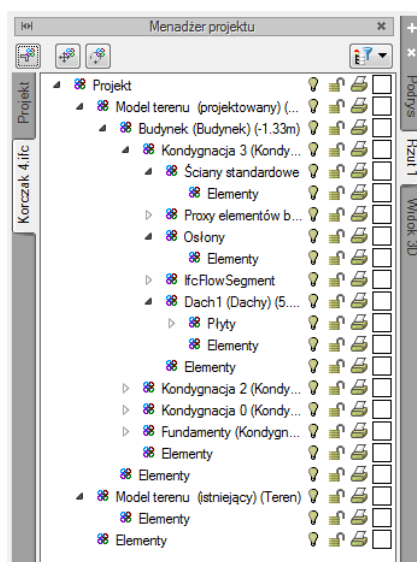 Menadżer projektu
Projekt
Korczak 4.ifc
Projekt
Model terenu (projektowany) (...
Budynek (Budynek) (-1.33m)
Kondygnacja 3 (Kondy...
Ściany standardowe
Elementy
Proxy elementów b...
Osłony
Elementy
IfcFlowSegment
Dach1 (Dachy) (5....
Płyty
Elementy
Elementy
Kondygnacja 2 (Kondy...
Kondygnacja 0 (Kondy...
Fundamenty (Kondygn...
Elementy
Elementy
Model terenu (istniejący) (Teren)
Elementy
Elementy
Podrys
Rzut 1
Widok 3D